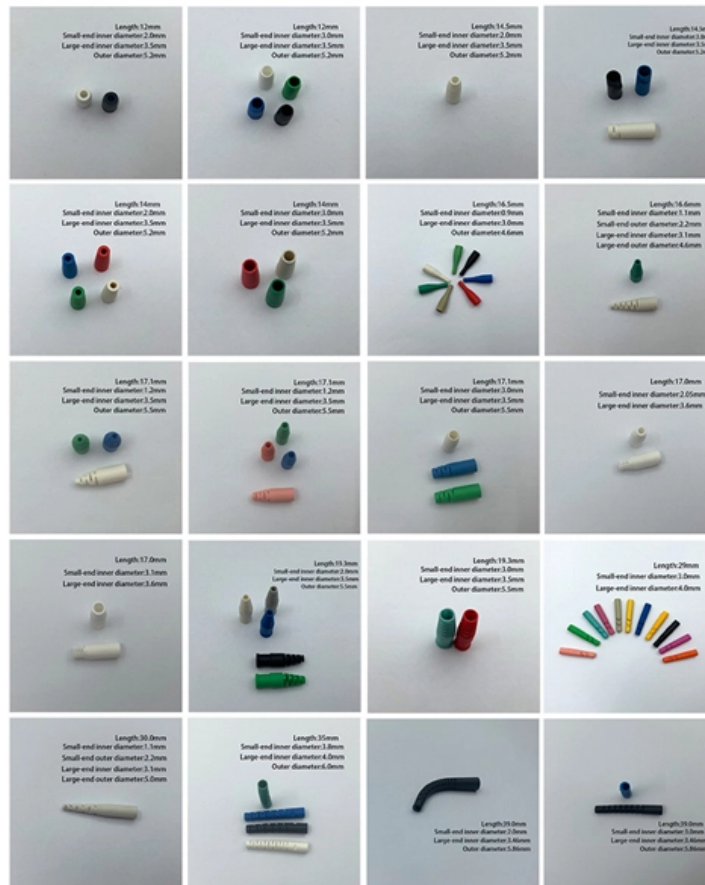 Length:12mm
Small-end inner diameter:2.0mm
Large-end inner diameter:3.5mm
Outer diameter:5.2mm
Length:12mm
Small-end inner diameter:3.0mm
Large-end inner diameter:3.5mm
Outer diameter:5.2mm
Length:14.5mm
Small-end inner diameter:2.0mm
Large-end inner diameter:3.5mm
Outer diameter:5.2mm
Small-end inner diameter:3.0
Length:14mm
Small-end inner diameter:2.0mm
Large-end inner diameter:3.5mm
Outer diameter:5.2mm
Length:14mm
Small-end inner diameter:3.0mm
Large-end inner diameter:3.5mm
Outer diameter:5.2mm
Length:16.5mm
Small-end inner diameter:0.9mm
Large-end inner diameter:3.0mm
Outer diameter:4.6mm
Length:16.6mm
Small-end inner diameter:1.1mm
Small-end outer diameter:2.2mm
Large-end inner diameter:3.1mm
Large-end outer diameter:4.6mm
Length:17.1mm
Small-end inner diameter:1.2mm
Large-end inner diameter:3.5mm
Outer diameter:5.5mm
Length:17.1mm
Small-end inner diameter:1.2mm
Large-end inner diameter:3.5mm
Outer diameter:5.5mm
Length:17.1mm
Small-end inner diameter:3.0mm
Large-end inner diameter:3.5mm
Outer diameter:5.5mm
Length:17.0mm
Small-end inner diameter:2.05mm
Large-end inner diameter:3.6mm
Length:17.0mm
Small-end inner diameter:3.1mm
Large-end inner diameter:3.6mm
Length:19.3mm
Small-end inner diameter:2.0mm
Large-end inner diameter:3.5mm
Outer diameter:5.5mm
Length:19.3mm
Small-end inner diameter:3.0mm
Large-end inner diameter:3.5mm
Outer diameter:5.5mm
Length:29mm
Small-end inner diameter:3.0mm
Large-end inner diameter:4.0mm
Length:30.0mm
Small-end inner diameter:1.1mm
Small-end outer diameter:2.2mm
Large-end inner diameter:3.1mm
Large-end outer diameter:5.0mm
Length:35mm
Small-end inner diameter:3.8mm
Large-end inner diameter:4.0mm
Outer diameter:6.0mm
Length:39.0mm
Small-end inner diameter:2.0mm
Large-end inner diameter:3.46mm
Outer diameter:5.86mm
Length:39.0mm
Small-end inner diameter:3.0mm
Large-end inner diameter:3.46mm
Outer diameter:5.86mm